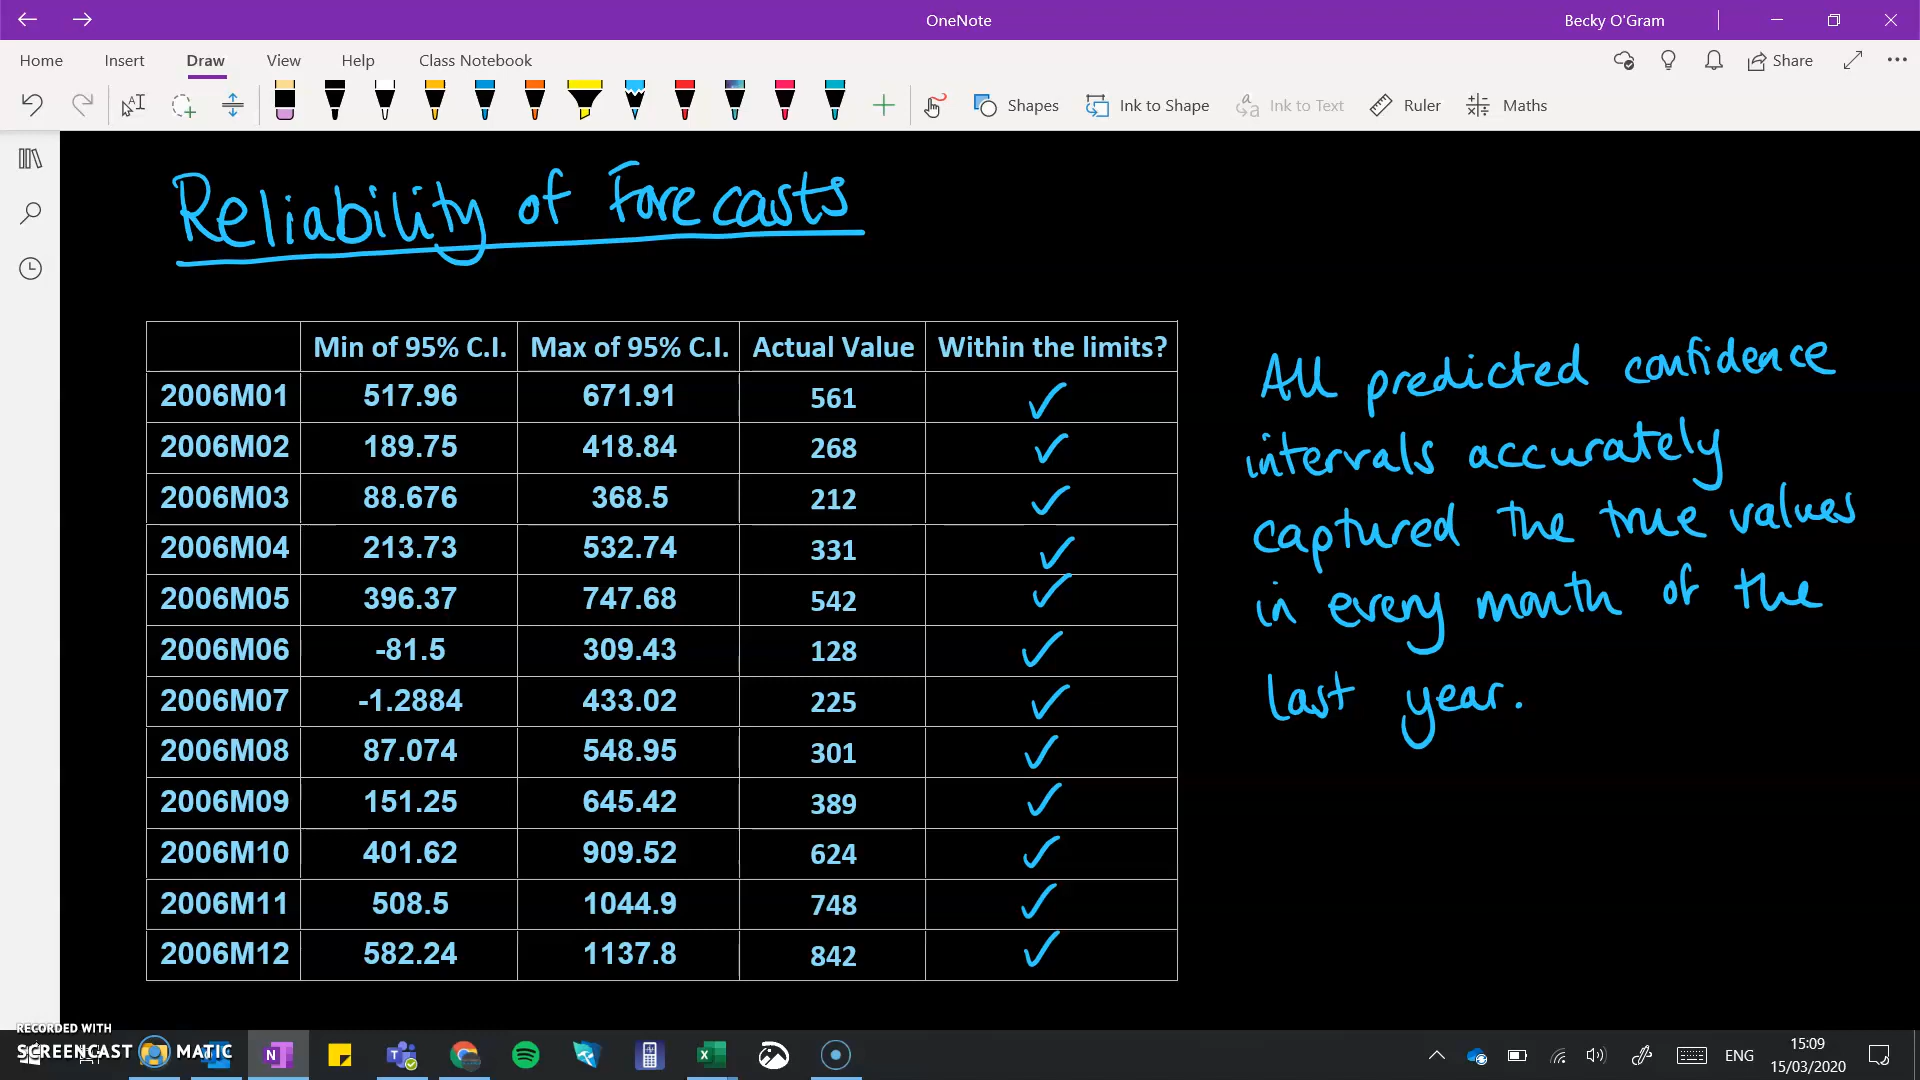 OneNote
Becky O'Gram
Home Insert Draw View Help Class Notebook
Share
Shapes Ink to Shape Ink to Text Ruler Maths
Reliability of Forecasts
Min of 95% C.I. Max of 95% C.I. Actual Value Within the limits?
2006M01 517.96 671.91 561 ✓
2006M02 189.75 418.84 268 ✓
2006M03 88.676 368.5 212 ✓
2006M04 213.73 532.74 331 ✓
2006M05 396.37 747.68 542 ✓
2006M06 -81.5 309.43 128 ✓
2006M07 -1.2884 433.02 225 ✓
2006M08 87.074 548.95 301 ✓
2006M09 151.25 645.42 389 ✓
2006M10 401.62 909.52 624 ✓
2006M11 508.5 1044.9 748 ✓
2006M12 582.24 1137.8 842 ✓
All predicted confidence
intervals accurately
captured the true values
in every month of the
last year.
RECORDED WITH
SCREENCAST MATIC
ENG
15:09
15/03/2020